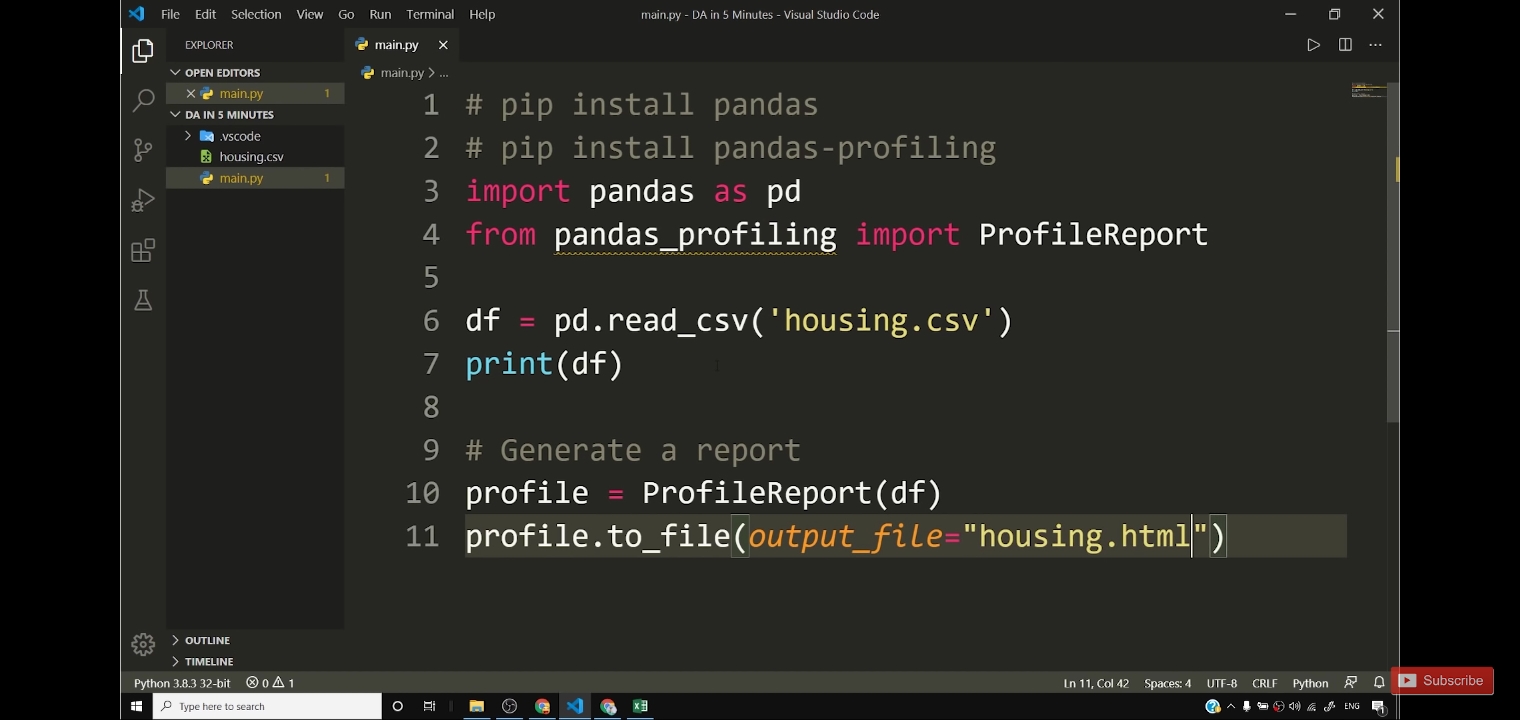 File Edit Selection View Go Run Terminal Help
main.py - DA in 5 Minutes - Visual Studio Code
EXPLORER
OPEN EDITORS
main.py 1
DA IN 5 MINUTES
.vscode
housing.csv
main.py 1
OUTLINE
TIMELINE
main.py
main.py > ...
1 # pip install pandas
2 # pip install pandas-profiling
3 import pandas as pd
4 from pandas_profiling import ProfileReport
5
6 df = pd.read_csv('housing.csv')
7 print(df)
8
9 # Generate a report
10 profile = ProfileReport(df)
11 profile.to_file(output_file="housing.html")
Python 3.8.3 32-bit 0 1
Ln 11, Col 42 Spaces: 4 UTF-8 CRLF Python
Subscribe
Type here to search
ENG